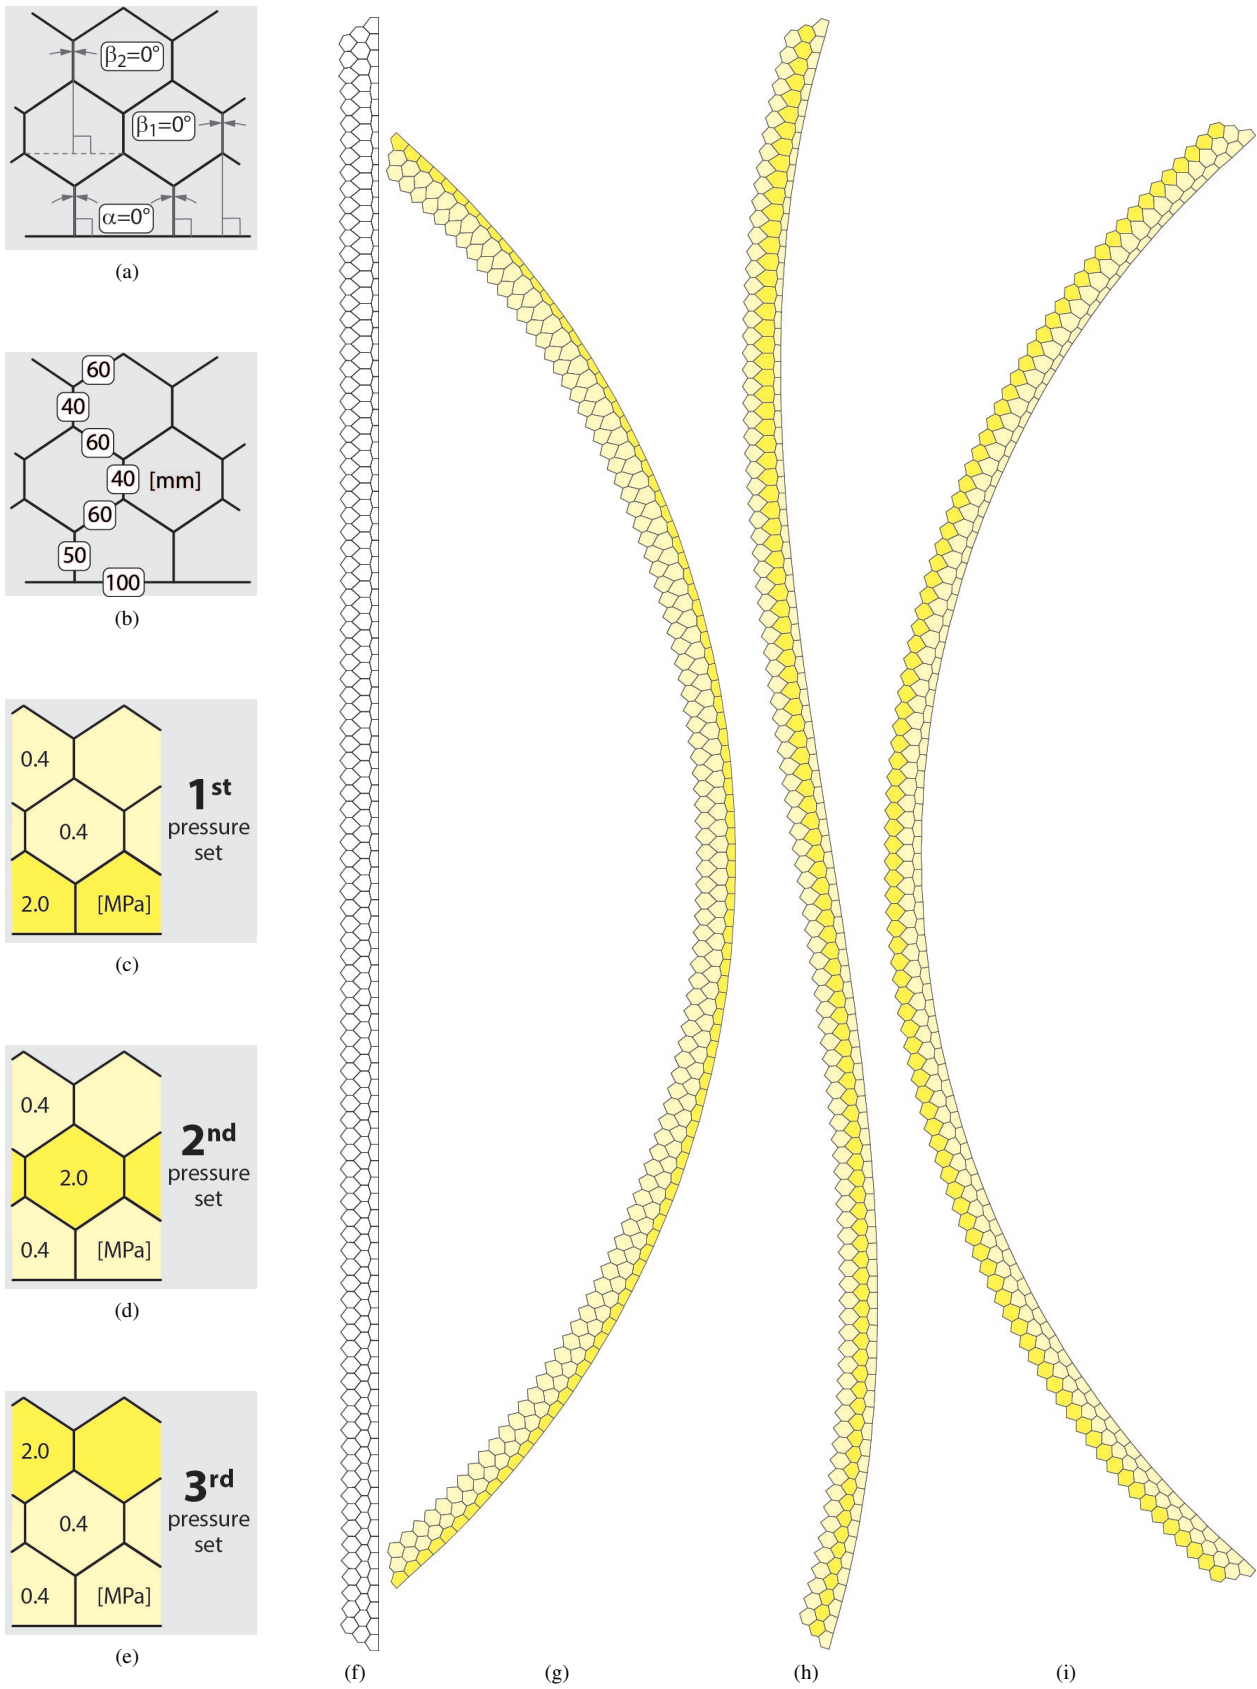 β2=0°
β1=0°
α=0°
(a)
60
40
60
40 [mm]
60
50
100
(b)
0.4
0.4
2.0 [MPa]
1st
pressure
set
(c)
0.4
2.0
0.4 [MPa]
2nd
pressure
set
(d)
2.0
0.4
0.4 [MPa]
3rd
pressure
set
(e)
(f)
(g)
(h)
(i)